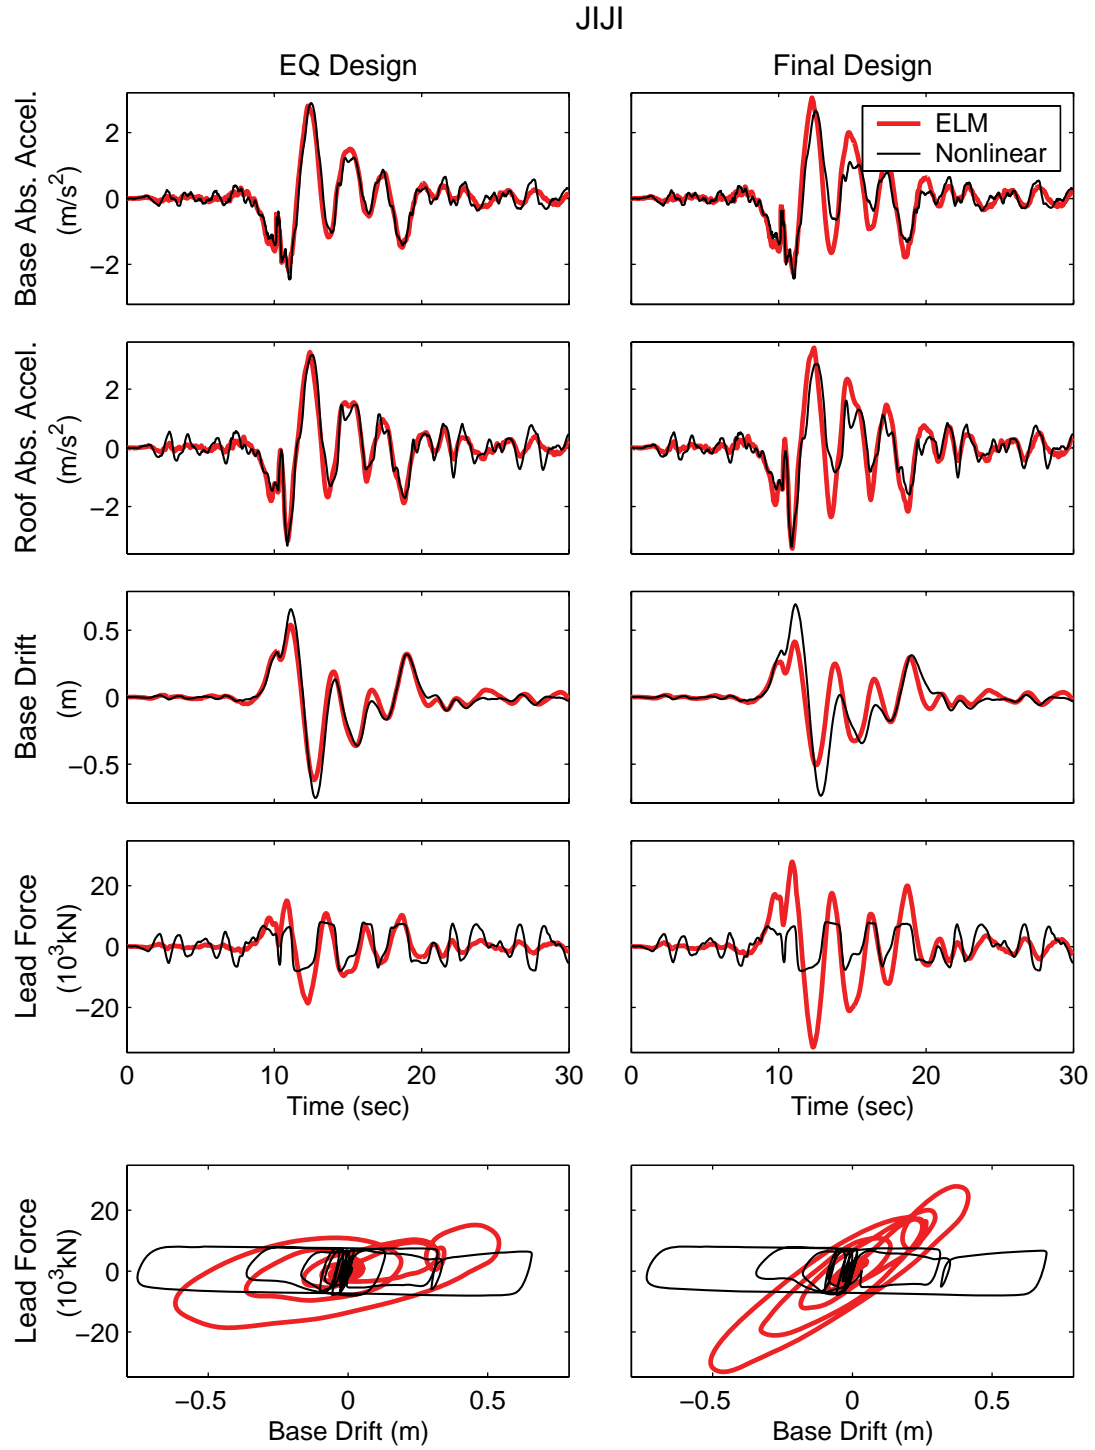 JIJI
EQ Design
Final Design
Base Abs. Accel.
(m/s²)
2
0
−2
ELM
Nonlinear
Roof Abs. Accel.
(m/s²)
2
0
−2
Base Drift
(m)
0.5
0
−0.5
Lead Force
(10³kN)
20
0
−20
0 10 20 30
0 10 20 30
Time (sec)
Time (sec)
Lead Force
(10³kN)
20
0
−20
−0.5 0 0.5
−0.5 0 0.5
Base Drift (m)
Base Drift (m)